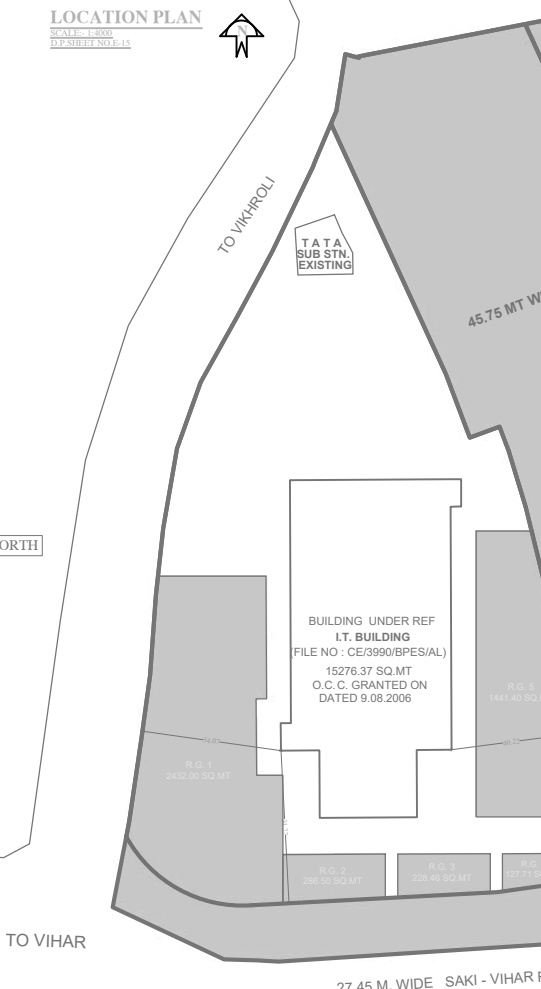 LOCATION PLAN
SCALE:- 1:4000
D.P.SHEET NO.E-15
N
TO VIKHROLI
T A T A
SUB STN.
EXISTING
45.75 MT
ORTH
BUILDING UNDER REF
I.T. BUILDING
(FILE NO : CE/3990/BPES/AL)
15276.37 SQ.MT
O.C.C. GRANTED ON
DATED 9.08.2006
R.G. 5
1441.40 SQ
R.G. 1
2432.00 SQ.MT
R.G. 2
286.50 SQ.MT
R.G. 3
228.46 SQ.MT
R.G.
127.71
TO VIHAR
27.45 M. WIDE SAKI - VIHAR